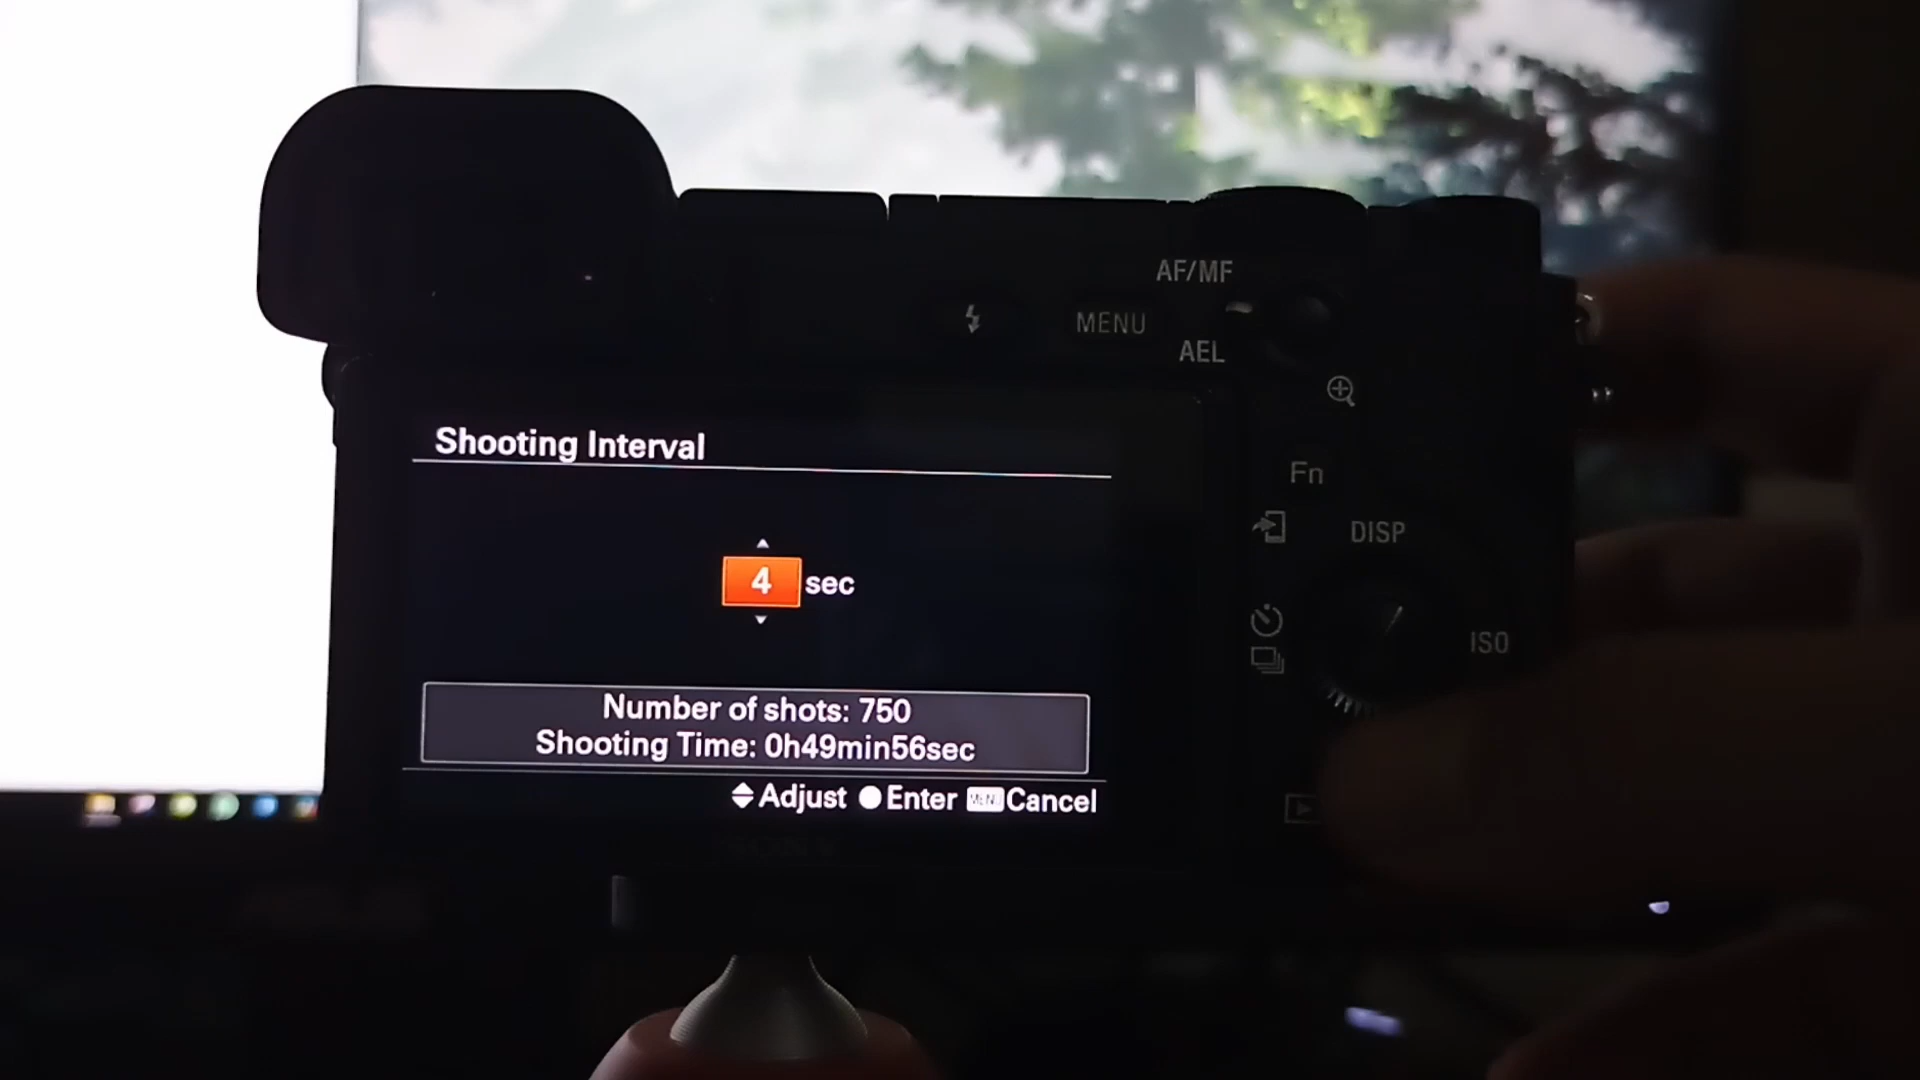 AF/MF
MENU
AEL
Fn
DISP
ISO
Shooting Interval
4 sec
Number of shots: 750
Shooting Time: 0h49min56sec
Adjust Enter MENU Cancel